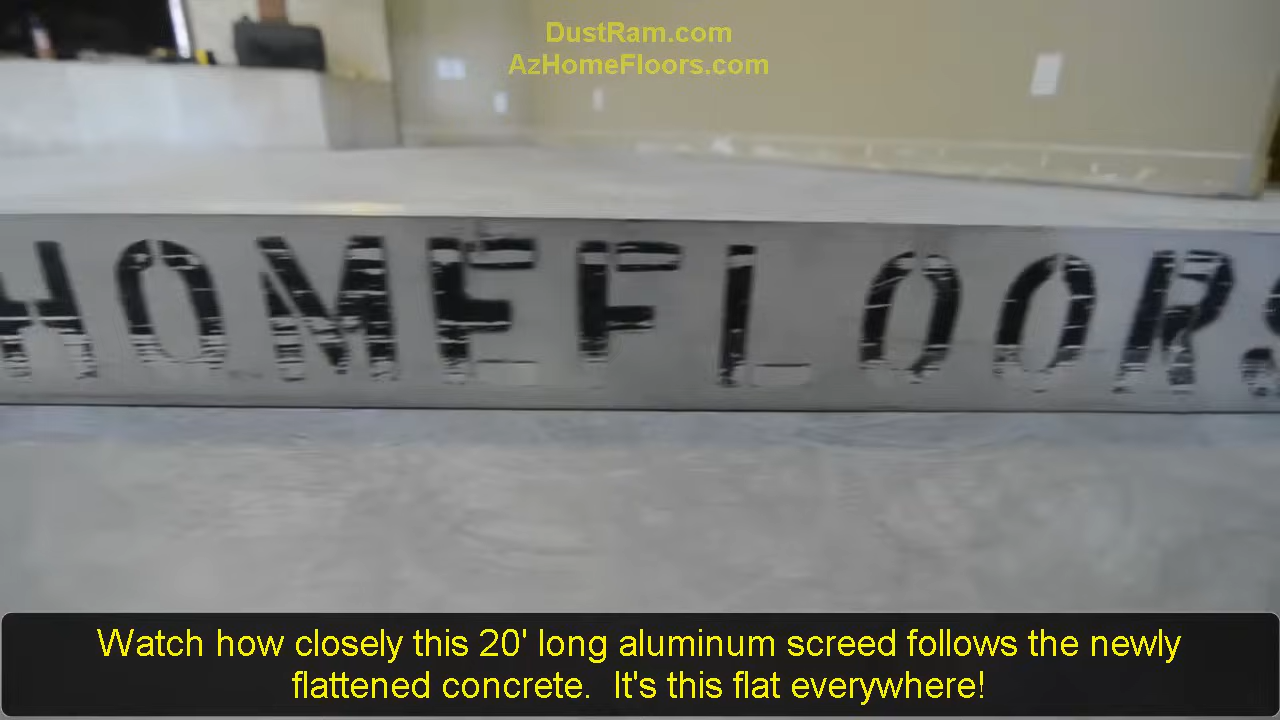 DustRam.com
AzHomeFloors.com
HOMEFLOORS
Watch how closely this 20' long aluminum screed follows the newly
flattened concrete.  It's this flat everywhere!